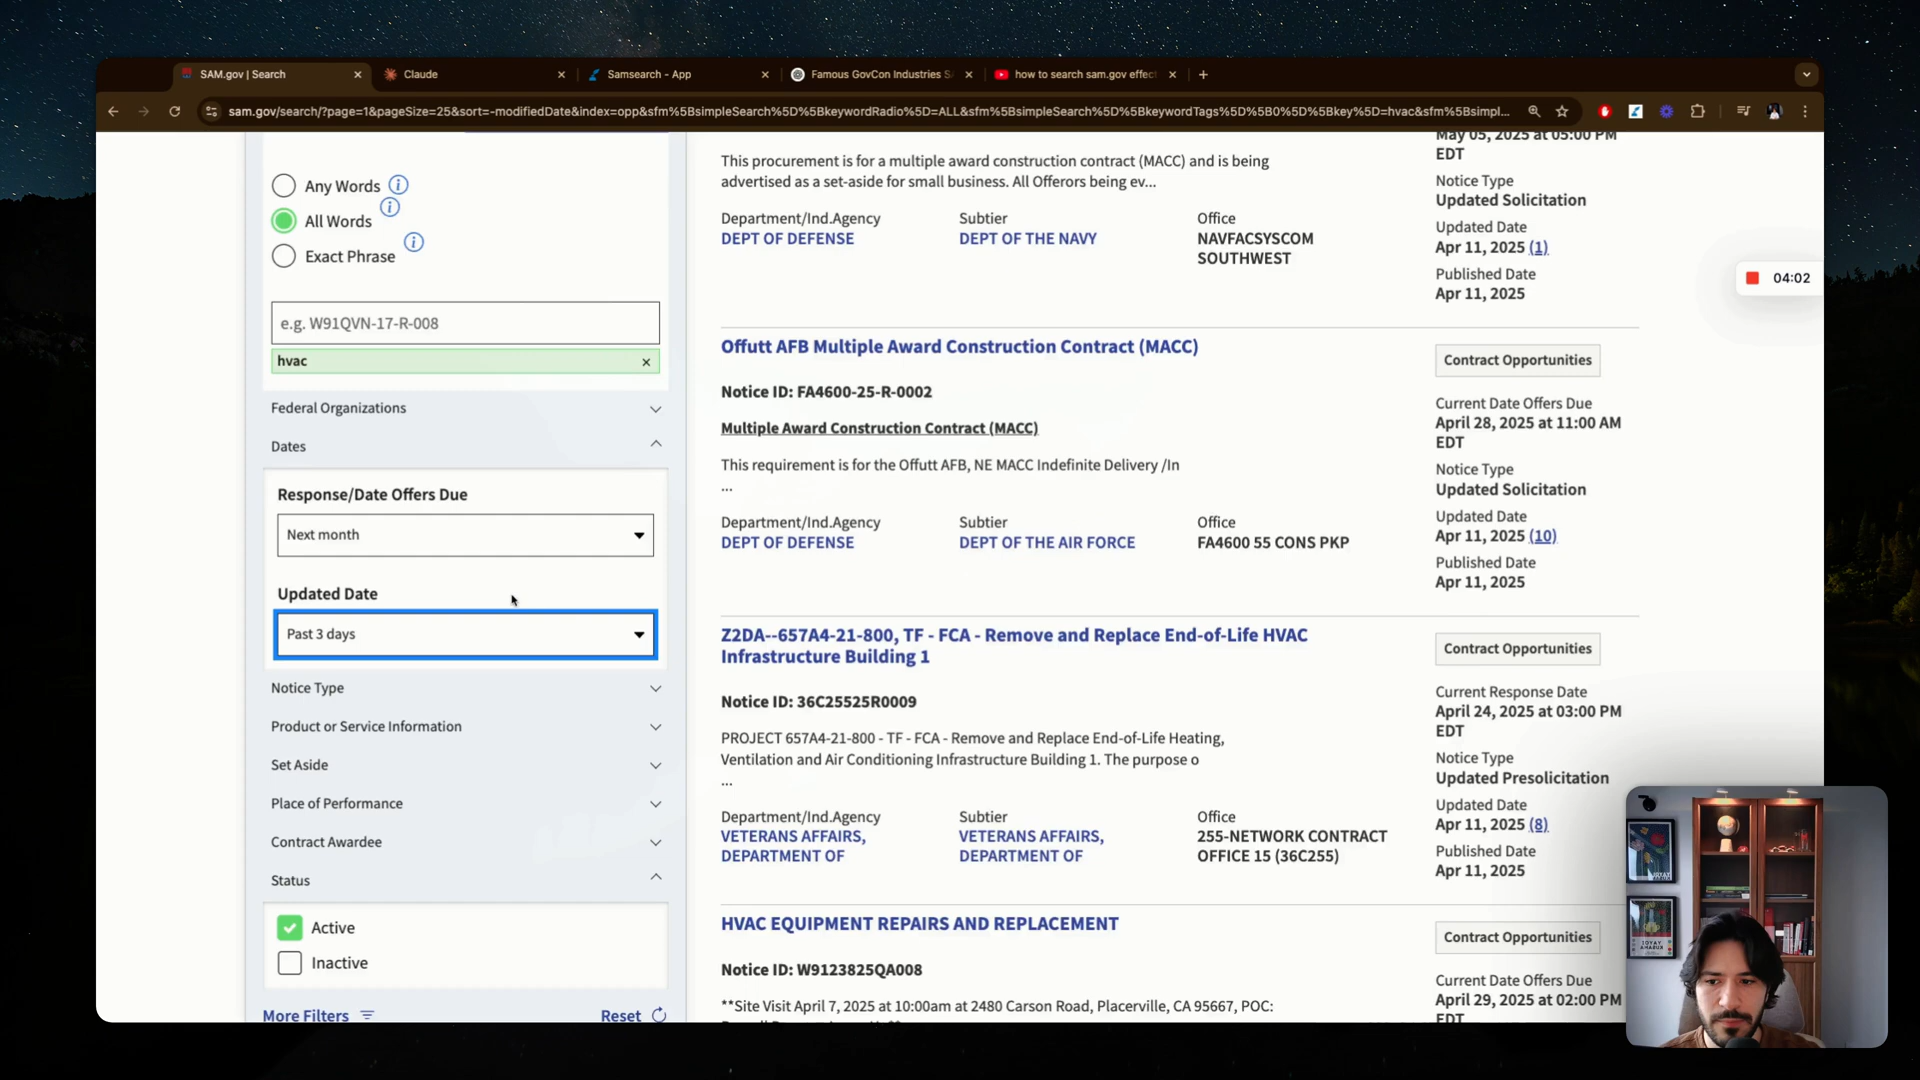 SAM.gov | Search
Claude
Samsearch - App
Famous GovCon Industries S
how to search sam.gov effec
sam.gov/search/?page=1&pageSize=25&sort=-modifiedDate&index=opp&sfm%5BsimpleSearch%5D%5BkeywordRadio%5D=ALL&sfm%5BsimpleSearch%5D%5BkeywordTags%5D%5B0%5D%5Bkey%5D=hvac&sfm%5Bsimpl...
Any Words
All Words
Exact Phrase
e.g. W91QVN-17-R-008
hvac
Federal Organizations
Dates
Response/Date Offers Due
Next month
Updated Date
Past 3 days
Notice Type
Product or Service Information
Set Aside
Place of Performance
Contract Awardee
Status
Active
Inactive
More Filters
Reset
This procurement is for a multiple award construction contract (MACC) and is being
advertised as a set-aside for small business. All Offerors being ev...
Department/Ind.Agency
DEPT OF DEFENSE
Subtier
DEPT OF THE NAVY
Office
NAVFACSYSCOM
SOUTHWEST
May 05, 2025 at 05:00 PM
EDT
Notice Type
Updated Solicitation
Updated Date
Apr 11, 2025 (1)
Published Date
Apr 11, 2025
Offutt AFB Multiple Award Construction Contract (MACC)
Notice ID: FA4600-25-R-0002
Multiple Award Construction Contract (MACC)
This requirement is for the Offutt AFB, NE MACC Indefinite Delivery /In
...
Department/Ind.Agency
DEPT OF DEFENSE
Subtier
DEPT OF THE AIR FORCE
Office
FA4600 55 CONS PKP
Contract Opportunities
Current Date Offers Due
April 28, 2025 at 11:00 AM
EDT
Notice Type
Updated Solicitation
Updated Date
Apr 11, 2025 (10)
Published Date
Apr 11, 2025
Z2DA--657A4-21-800, TF - FCA - Remove and Replace End-of-Life HVAC
Infrastructure Building 1
Notice ID: 36C25525R0009
PROJECT 657A4-21-800 - TF - FCA - Remove and Replace End-of-Life Heating,
Ventilation and Air Conditioning Infrastructure Building 1. The purpose o
...
Department/Ind.Agency
VETERANS AFFAIRS,
DEPARTMENT OF
Subtier
VETERANS AFFAIRS,
DEPARTMENT OF
Office
255-NETWORK CONTRACT
OFFICE 15 (36C255)
Contract Opportunities
Current Response Date
April 24, 2025 at 03:00 PM
EDT
Notice Type
Updated Presolicitation
Updated Date
Apr 11, 2025 (8)
Published Date
Apr 11, 2025
HVAC EQUIPMENT REPAIRS AND REPLACEMENT
Notice ID: W9123825QA008
**Site Visit April 7, 2025 at 10:00am at 2480 Carson Road, Placerville, CA 95667, POC:
Contract Opportunities
Current Date Offers Due
April 29, 2025 at 02:00 PM
EDT
04:02